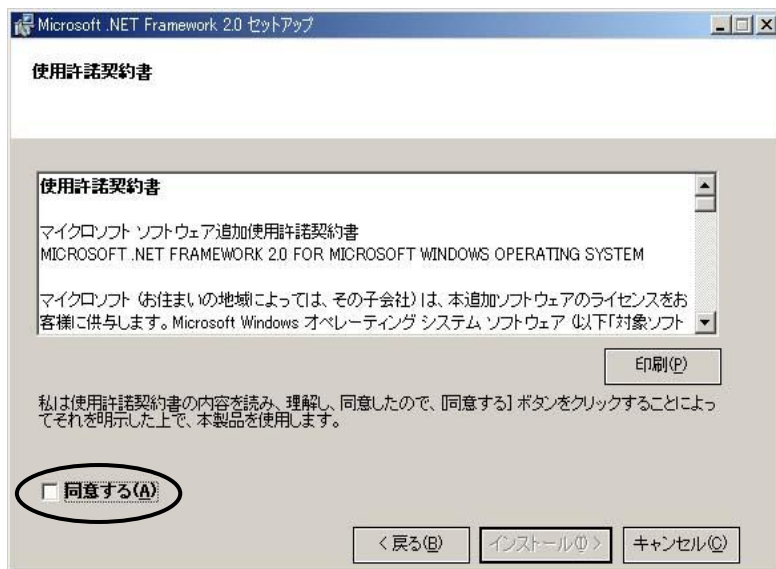 Microsoft .NET Framework 2.0 セットアップ
使用許諾契約書
使用許諾契約書
マイクロソフト ソフトウェア追加使用許諾契約書
MICROSOFT .NET FRAMEWORK 2.0 FOR MICROSOFT WINDOWS OPERATING SYSTEM
マイクロソフト (お住まいの地域によっては、その子会社) は、本追加ソフトウェアのライセンスをお
客様に供与します。Microsoft Windows オペレーティング システム ソフトウェア (以下「対象ソフト
印刷(P)
私は使用許諾契約書の内容を読み、理解し、同意したので、[同意する] ボタンをクリックすることによっ
てそれを明示した上で、本製品を使用します。
同意する(A)
< 戻る(B)
インストール(I) >
キャンセル(C)